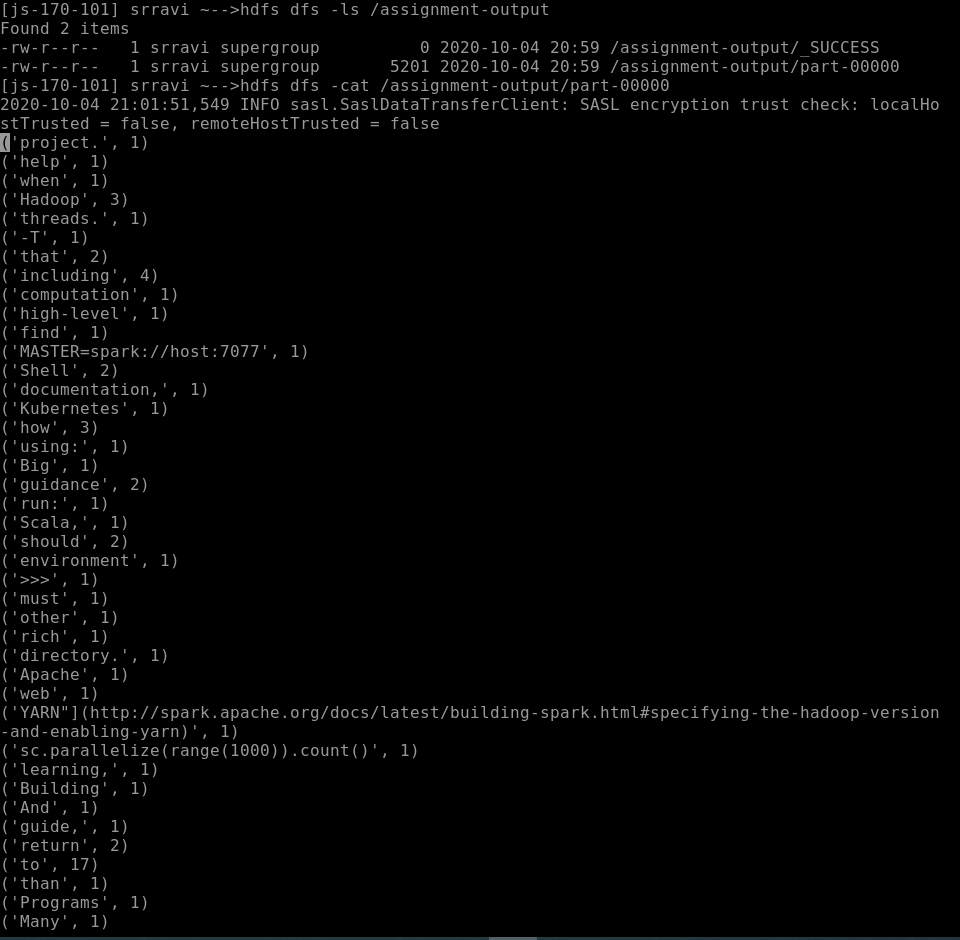 [js-170-101] srravi ~-->hdfs dfs -ls /assignment-output
Found 2 items
-rw-r--r--   1 srravi supergroup          0 2020-10-04 20:59 /assignment-output/_SUCCESS
-rw-r--r--   1 srravi supergroup       5201 2020-10-04 20:59 /assignment-output/part-00000
[js-170-101] srravi ~-->hdfs dfs -cat /assignment-output/part-00000
2020-10-04 21:01:51,549 INFO sasl.SaslDataTransferClient: SASL encryption trust check: localHo
stTrusted = false, remoteHostTrusted = false
('project.', 1)
('help', 1)
('when', 1)
('Hadoop', 3)
('threads.', 1)
('-T', 1)
('that', 2)
('including', 4)
('computation', 1)
('high-level', 1)
('find', 1)
('MASTER=spark://host:7077', 1)
('Shell', 2)
('documentation,', 1)
('Kubernetes', 1)
('how', 3)
('using:', 1)
('Big', 1)
('guidance', 2)
('run:', 1)
('Scala,', 1)
('should', 2)
('environment', 1)
('>>>', 1)
('must', 1)
('other', 1)
('rich', 1)
('directory.', 1)
('Apache', 1)
('web', 1)
('YARN"](http://spark.apache.org/docs/latest/building-spark.html#specifying-the-hadoop-version
-and-enabling-yarn)', 1)
('sc.parallelize(range(1000)).count()', 1)
('learning,', 1)
('Building', 1)
('And', 1)
('guide,', 1)
('return', 2)
('to', 17)
('than', 1)
('Programs', 1)
('Many', 1)